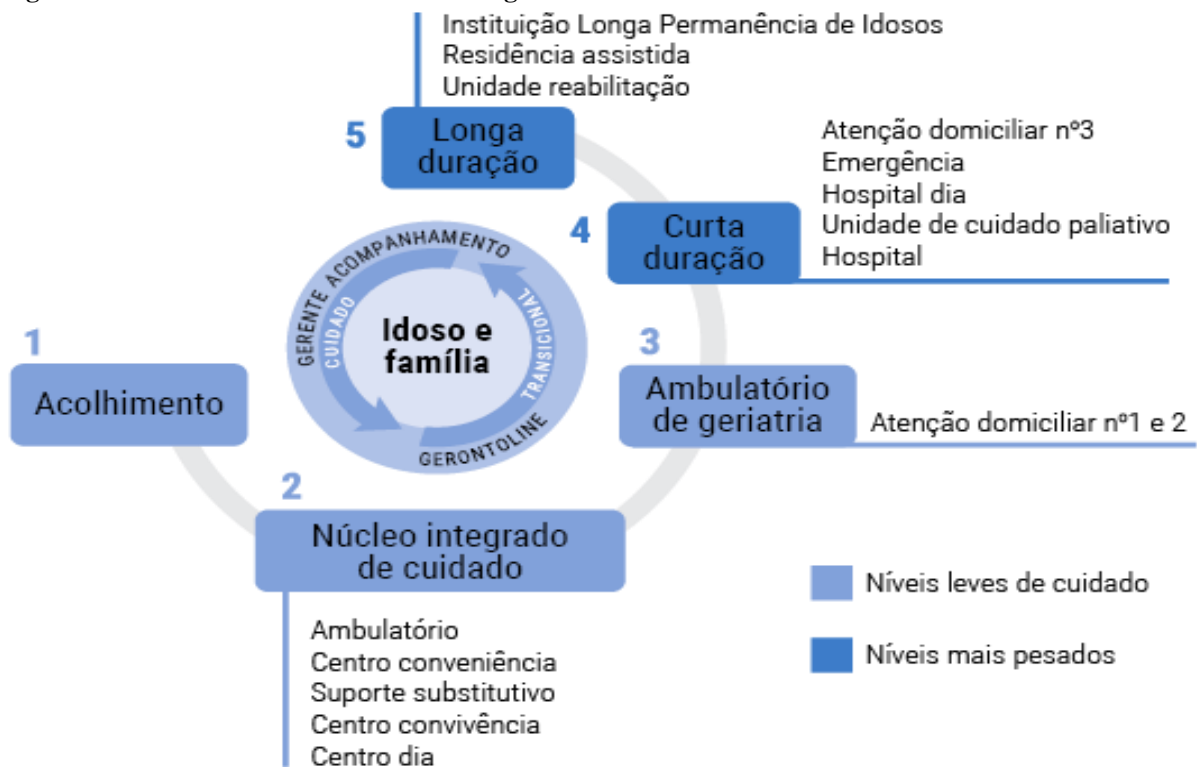 Instituição Longa Permanência de Idosos
Residência assistida
Unidade reabilitação
5
Longa
duração
Atenção domiciliar nº3
Emergência
Hospital dia
Unidade de cuidado paliativo
Hospital
4
Curta
duração
GERENTE ACOMPANHAMENTO
CUIDADO
TRANSICIONAL
GERONTOLINE
Idoso e
família
1
Acolhimento
3
Ambulatório
de geriatria
Atenção domiciliar nº1 e 2
2
Núcleo integrado
de cuidado
Ambulatório
Centro conveniência
Suporte substitutivo
Centro convivência
Centro dia
Níveis leves de cuidado
Níveis mais pesados